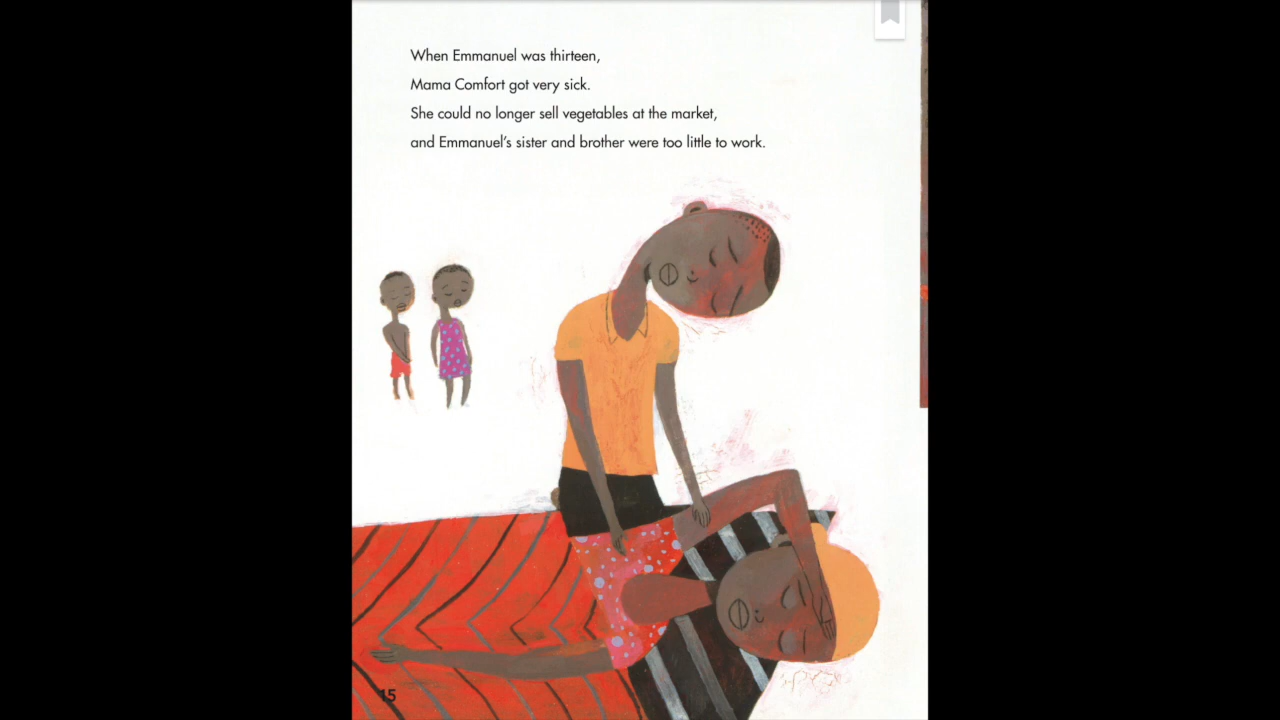 When Emmanuel was thirteen,
Mama Comfort got very sick.
She could no longer sell vegetables at the market,
and Emmanuel's sister and brother were too little to work.
15